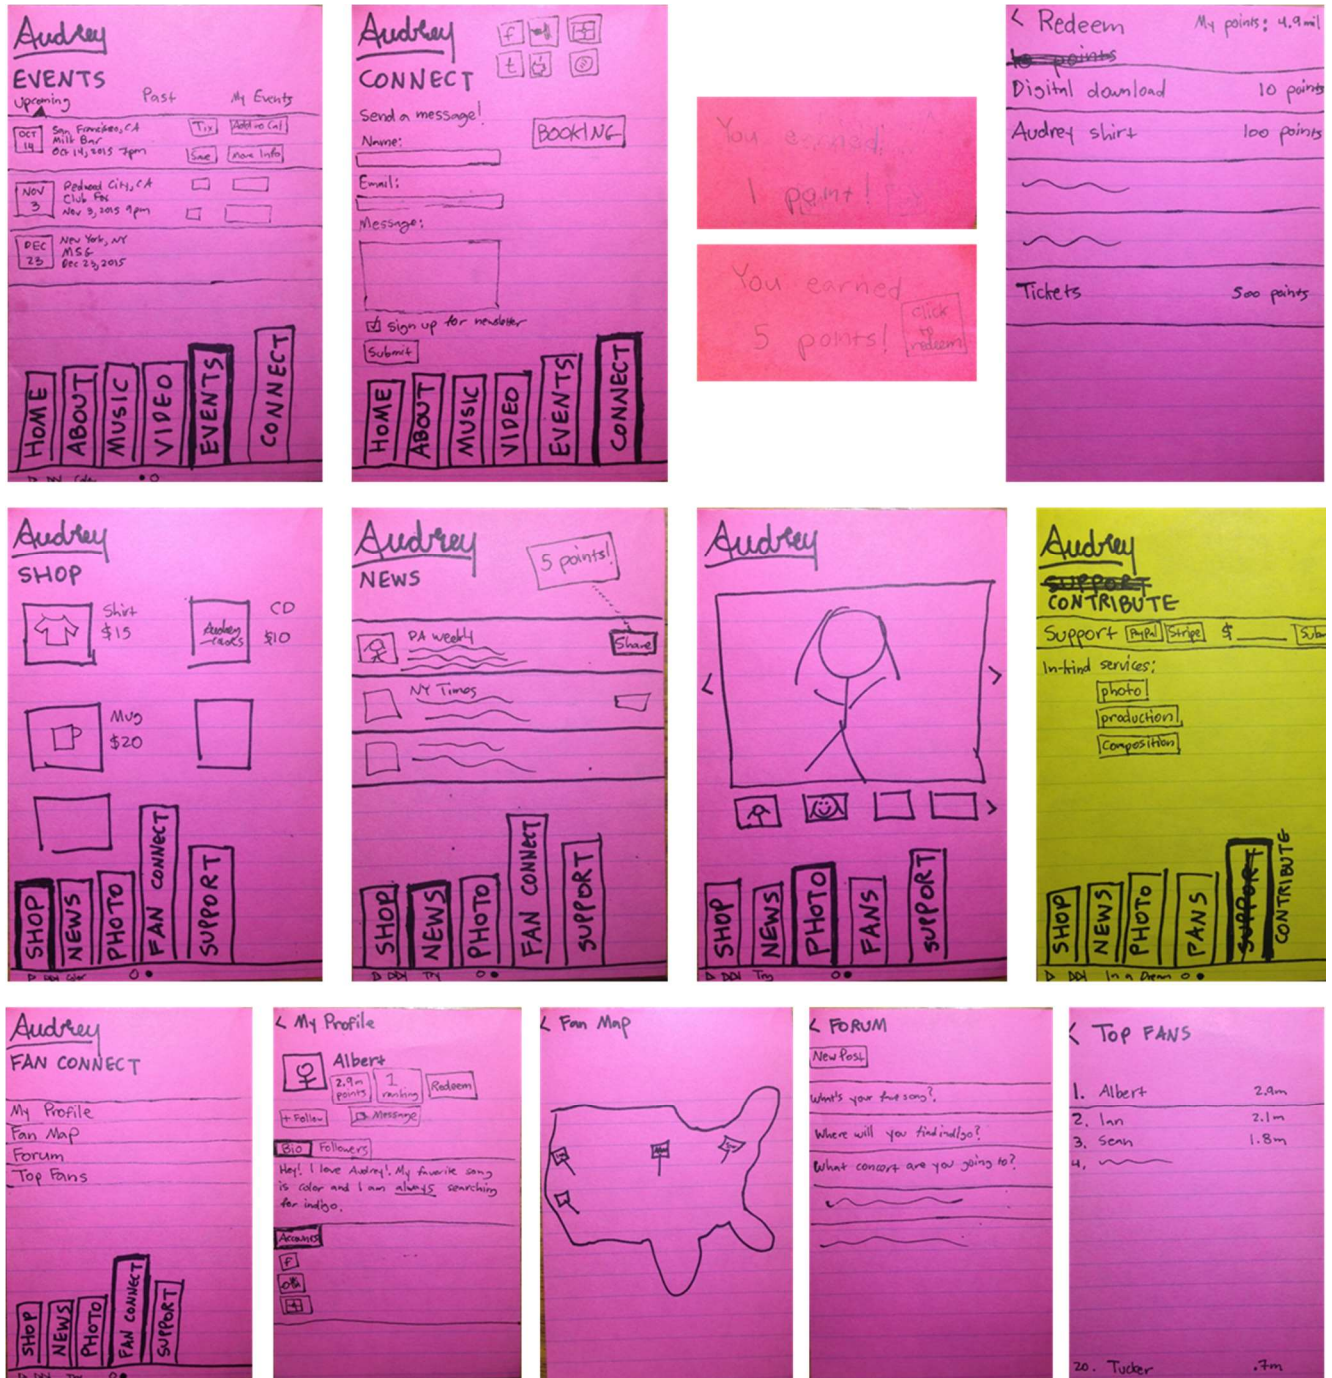 Audrey
EVENTS
Upcoming Past My Events
OCT 14
San Francisco, CA
Milk Bar
Oct 14, 2015 7pm
Tix Add to Cal
Save More Info
NOV 3
Redwood City, CA
Club Fox
Nov 3, 2015 9pm
DEC 23
New York, NY
MSG
Dec 23, 2015
HOME ABOUT MUSIC VIDEO EVENTS CONNECT
Color
Audrey
CONNECT
f
t
Send a message!
BOOKING
Name:
Email:
Message:
sign up for newsletter
Submit
HOME ABOUT MUSIC VIDEO EVENTS CONNECT
You earned
1 point!
You earned
5 points!
click to redeem
< Redeem My points: 4.9mil
10 points
Digital download 10 points
Audrey shirt 100 points
Tickets 500 points
Audrey
SHOP
Shirt
$15
CD
$10
Mug
$20
SHOP NEWS PHOTO FAN CONNECT SUPPORT
Color
Audrey
NEWS
5 points!
PA weekly
Share
NY Times
SHOP NEWS PHOTO FAN CONNECT SUPPORT
Try
Audrey
< >
>
SHOP NEWS PHOTO FANS SUPPORT
Try
Audrey
SUPPORT
CONTRIBUTE
Support PayPal Stripe $
In-kind services:
photo
production
composition
SHOP NEWS PHOTO FANS SUPPORT CONTRIBUTE
In a Dream
Audrey
FAN CONNECT
My Profile
Fan Map
Forum
Top Fans
SHOP NEWS PHOTO FAN CONNECT SUPPORT
< My Profile
Albert
2.9m points
1 ranking
Redeem
+ Follow Message
Bio Followers
Hey! I love Audrey! My favorite song
is color and I am always searching
for indigo.
Accounts
f
< Fan Map
< FORUM
New Post
What's your fave song?
Where will you find indigo?
What concert are you going to?
< TOP FANS
1. Albert 2.9m
2. Ian 2.1m
3. Sean 1.8m
4.
20. Tucker .7m